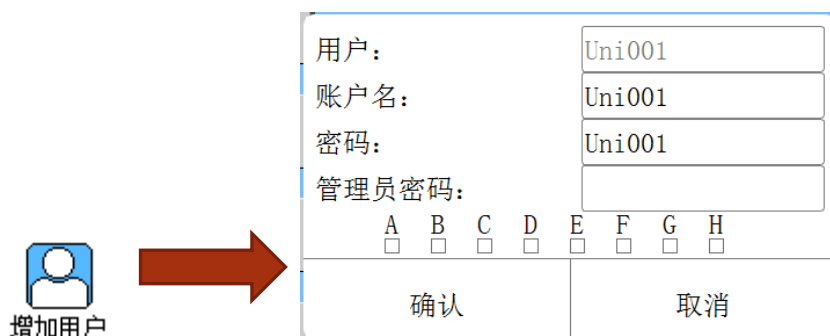 用户： Uni001
账户名： Uni001
密码： Uni001
管理员密码：
A B C D E F G H
确认 取消
增加用户